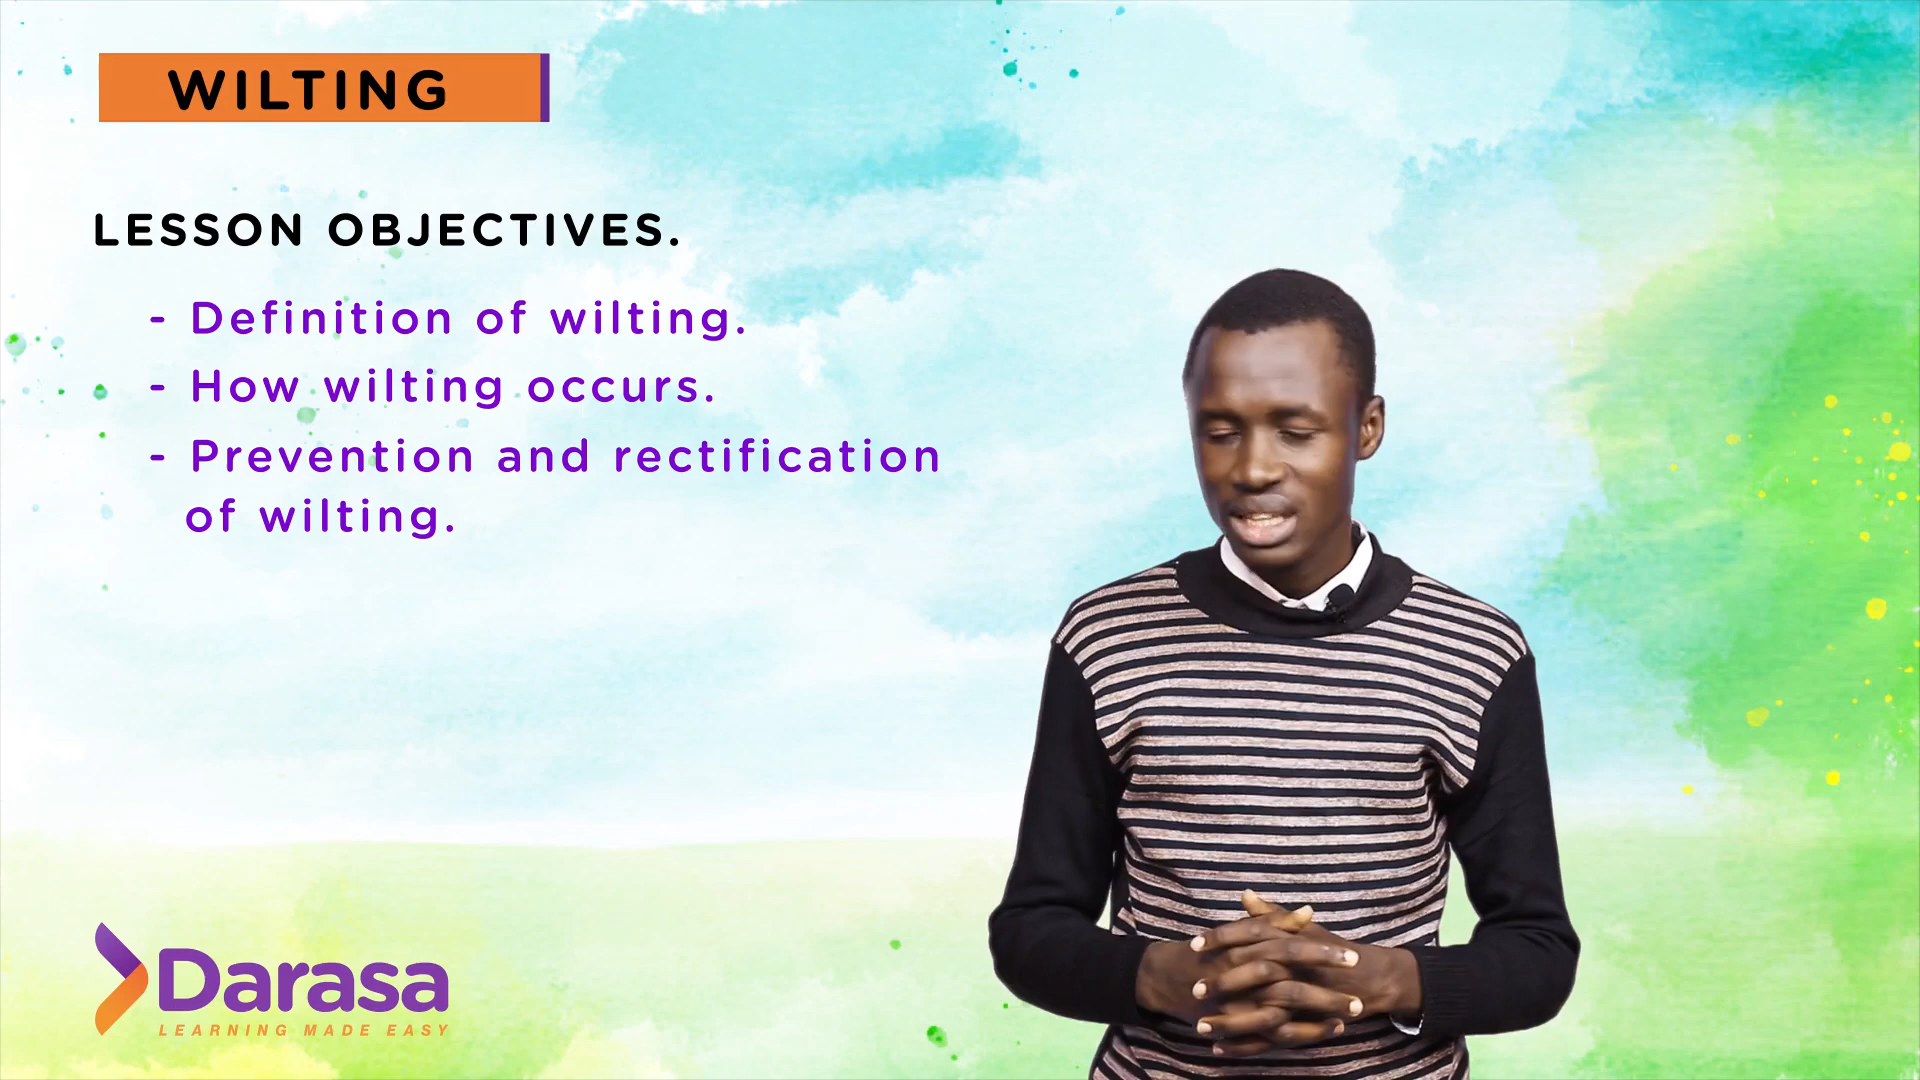 WILTING
LESSON OBJECTIVES.
- Definition of wilting.
- How wilting occurs.
- Prevention and rectification
of wilting.
Darasa
LEARNING MADE EASY